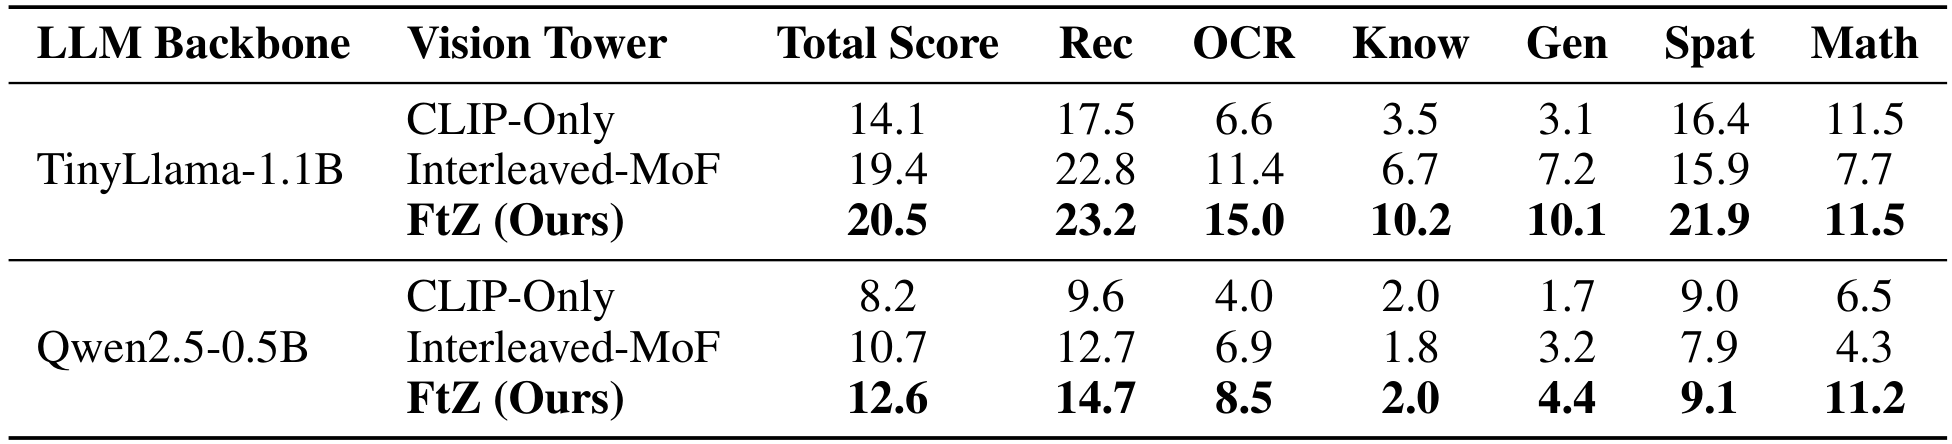 LLM Backbone Vision Tower Total Score Rec OCR Know Gen Spat Math
CLIP-Only 14.1 17.5 6.6 3.5 3.1 16.4 11.5
TinyLlama-1.1B Interleaved-MoF 19.4 22.8 11.4 6.7 7.2 15.9 7.7
FtZ (Ours) 20.5 23.2 15.0 10.2 10.1 21.9 11.5
CLIP-Only 8.2 9.6 4.0 2.0 1.7 9.0 6.5
Qwen2.5-0.5B Interleaved-MoF 10.7 12.7 6.9 1.8 3.2 7.9 4.3
FtZ (Ours) 12.6 14.7 8.5 2.0 4.4 9.1 11.2